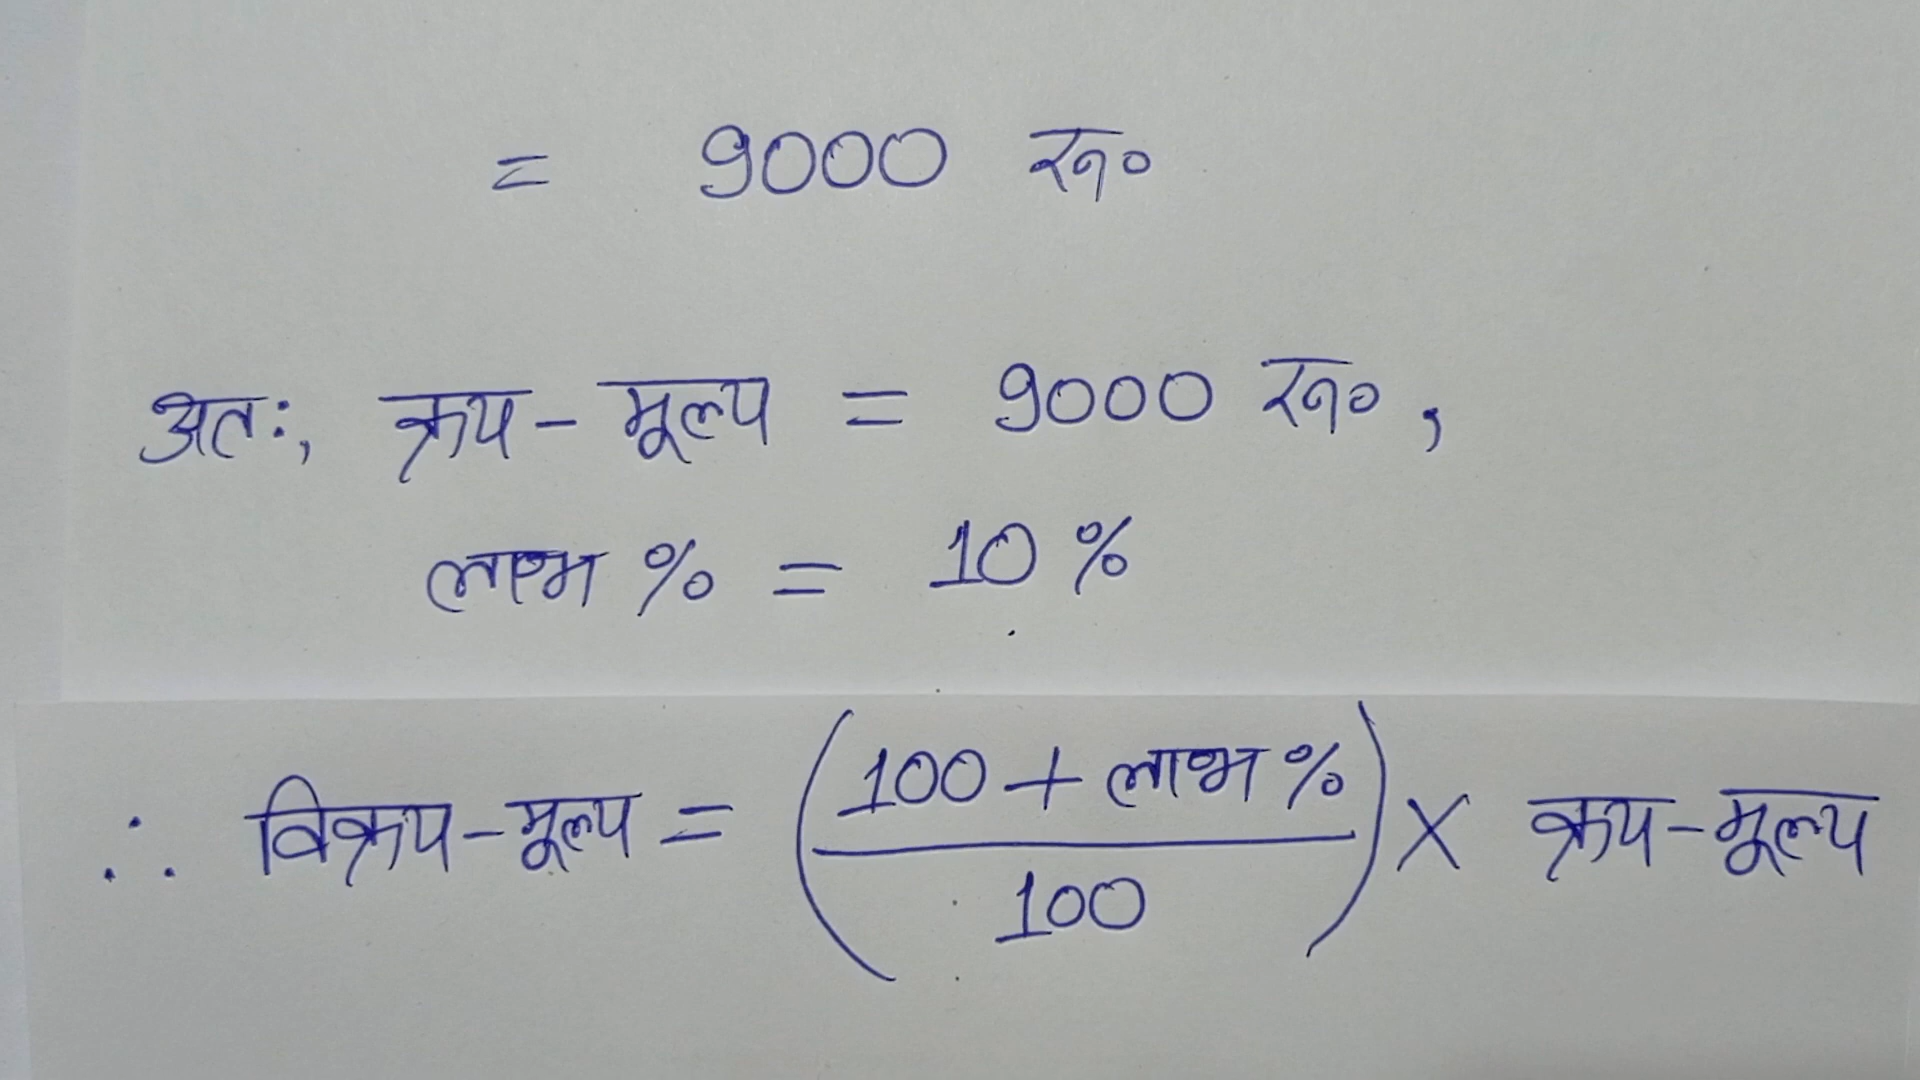 = 9000 रू०
अतः, क्रय-मूल्य = 9000 रू०,
लाभ % = 10 %
∴ विक्रय-मूल्य = (100 + लाभ % / 100) × क्रय-मूल्य